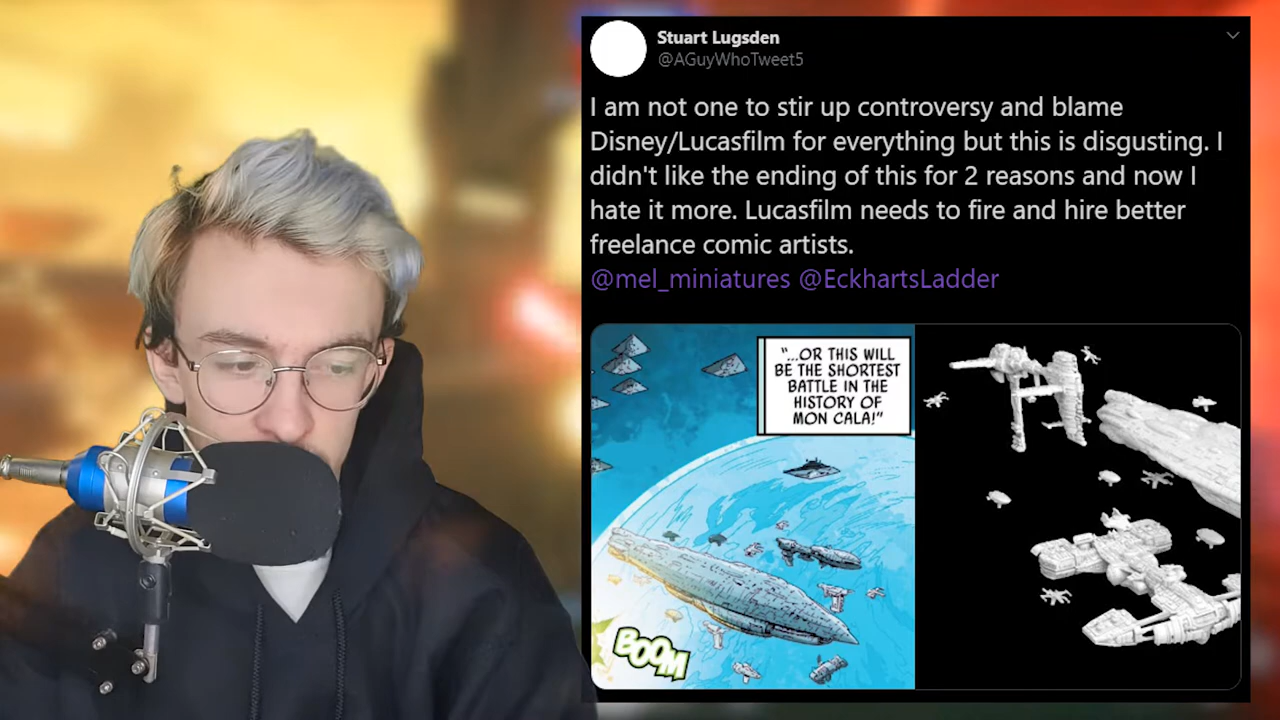 Stuart Lugsden
@AGuyWhoTweet5
I am not one to stir up controversy and blame
Disney/Lucasfilm for everything but this is disgusting. I
didn't like the ending of this for 2 reasons and now I
hate it more. Lucasfilm needs to fire and hire better
freelance comic artists.
@mel_miniatures @EckhartsLadder
"...OR THIS WILL
BE THE SHORTEST
BATTLE IN THE
HISTORY OF
MON CALA!"
BOOM